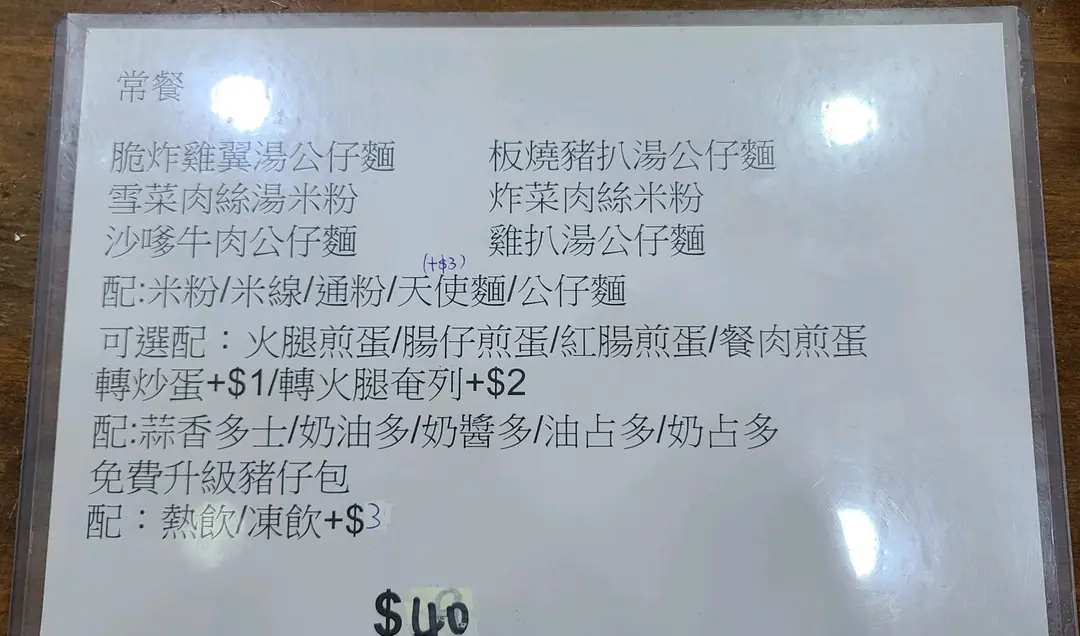 常餐
脆炸雞翼湯公仔麵 板燒豬扒湯公仔麵
雪菜肉絲湯米粉 炸菜肉絲米粉
沙嗲牛肉公仔麵 雞扒湯公仔麵
(+$3)
配:米粉/米線/通粉/天使麵/公仔麵
可選配：火腿煎蛋/腸仔煎蛋/紅腸煎蛋/餐肉煎蛋
轉炒蛋+$1/轉火腿奄列+$2
配:蒜香多士/奶油多/奶醬多/油占多/奶占多
免費升級豬仔包
配：熱飲/凍飲+$3
$40